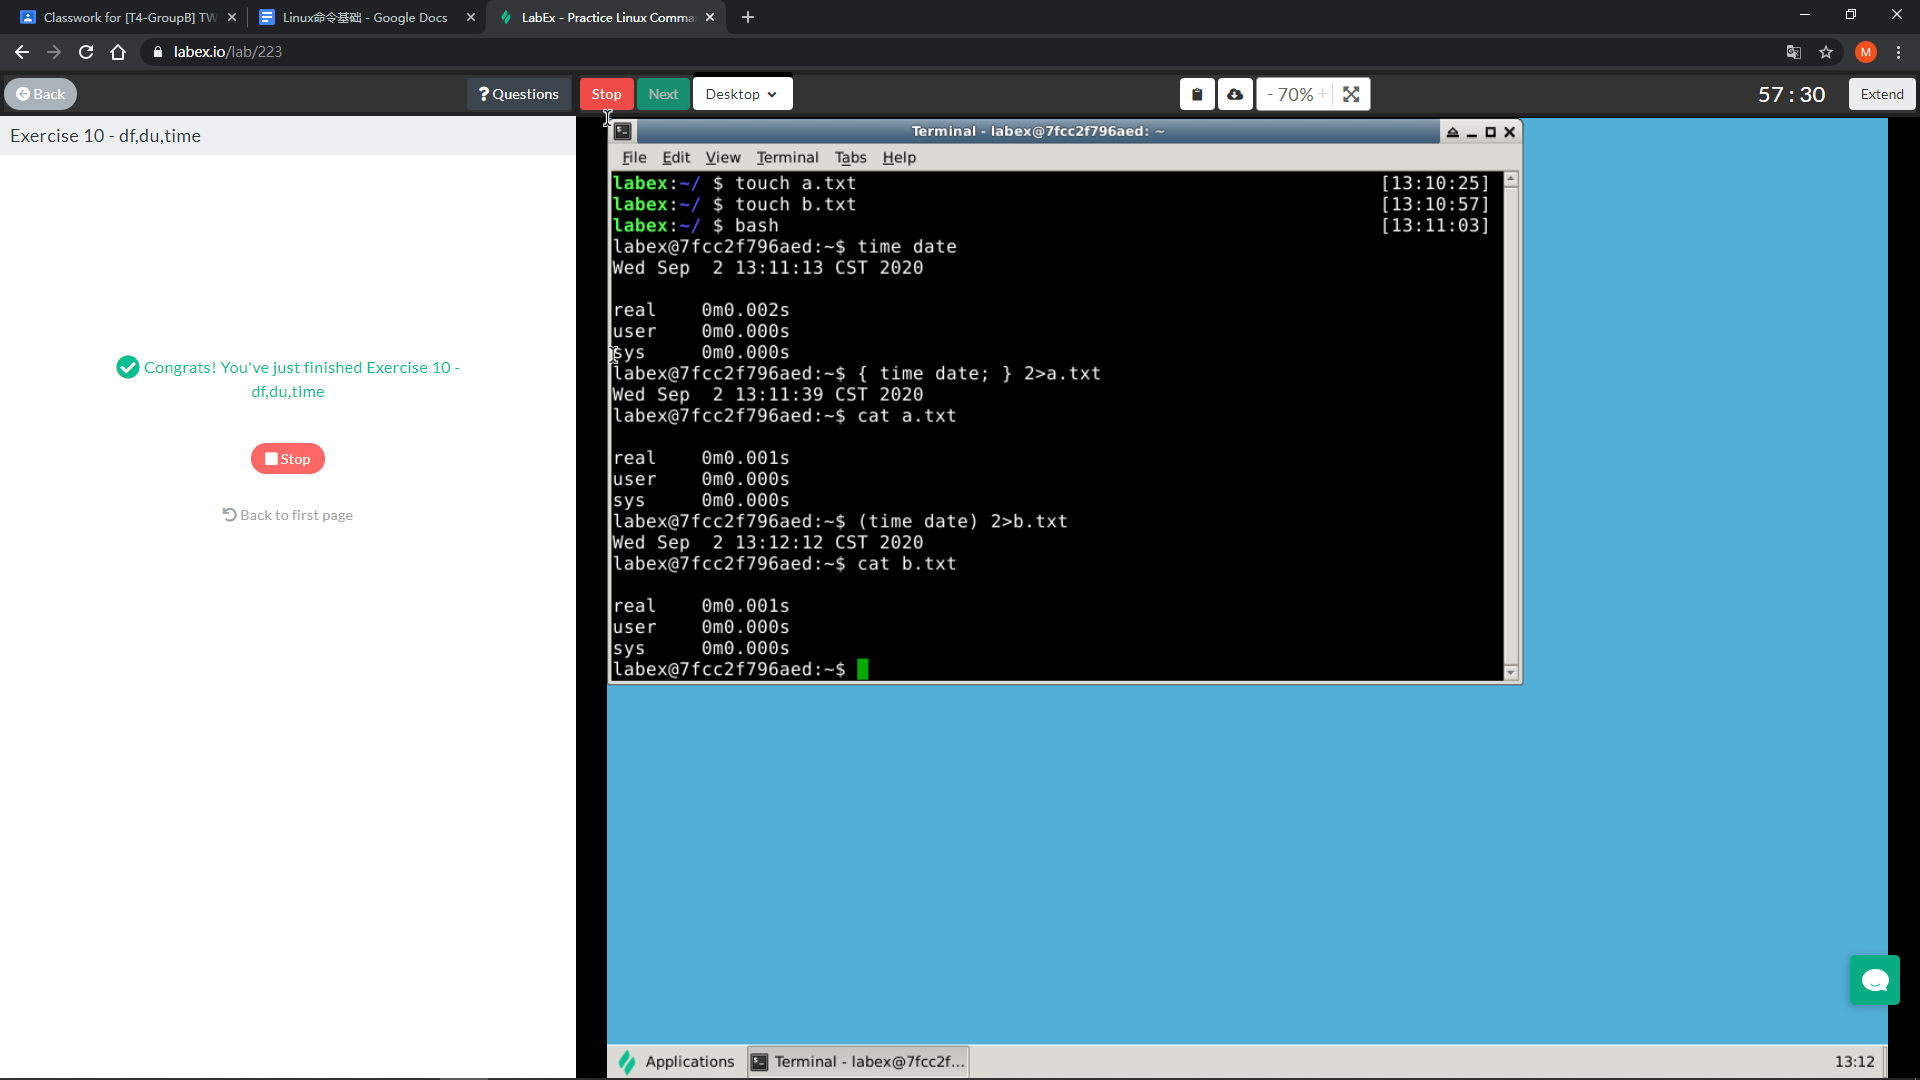 Classwork for [T4-GroupB] TW
Linux命令基础 - Google Docs
LabEx - Practice Linux Comma
labex.io/lab/223
M
Back
? Questions
Stop
Next
Desktop
- 70% +
57 : 30
Extend
Exercise 10 - df,du,time
Congrats! You've just finished Exercise 10 -
df,du,time
Stop
Back to first page
Terminal - labex@7fcc2f796aed: ~
File Edit View Terminal Tabs Help
labex:~/ $ touch a.txt [13:10:25]
labex:~/ $ touch b.txt [13:10:57]
labex:~/ $ bash [13:11:03]
labex@7fcc2f796aed:~$ time date
Wed Sep  2 13:11:13 CST 2020
real 0m0.002s
user 0m0.000s
sys 0m0.000s
labex@7fcc2f796aed:~$ { time date; } 2>a.txt
Wed Sep  2 13:11:39 CST 2020
labex@7fcc2f796aed:~$ cat a.txt
real 0m0.001s
user 0m0.000s
sys 0m0.000s
labex@7fcc2f796aed:~$ (time date) 2>b.txt
Wed Sep  2 13:12:12 CST 2020
labex@7fcc2f796aed:~$ cat b.txt
real 0m0.001s
user 0m0.000s
sys 0m0.000s
labex@7fcc2f796aed:~$
Applications
Terminal - labex@7fcc2f...
13:12